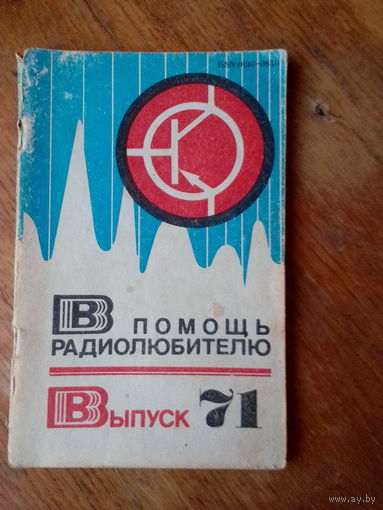 ISSN 0130-0830
В ПОМОЩЬ
РАДИОЛЮБИТЕЛЮ
Выпуск 71
www.ay.by